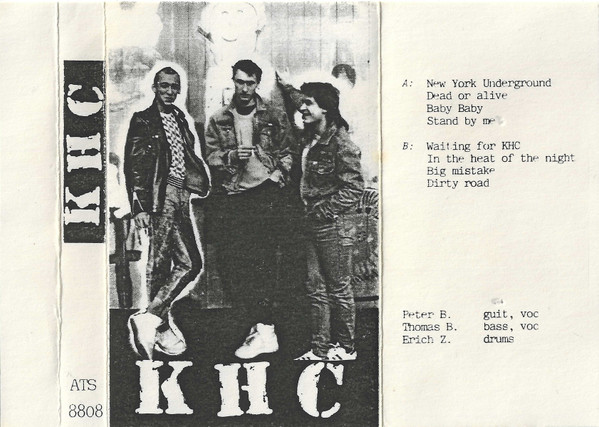 KHC
ATS
8808
KHC
A: New York Underground
Dead or alive
Baby Baby
Stand by me
B: Waiting for KHC
In the heat of the night
Big mistake
Dirty road
Peter B. guit, voc
Thomas B. bass, voc
Erich Z. drums